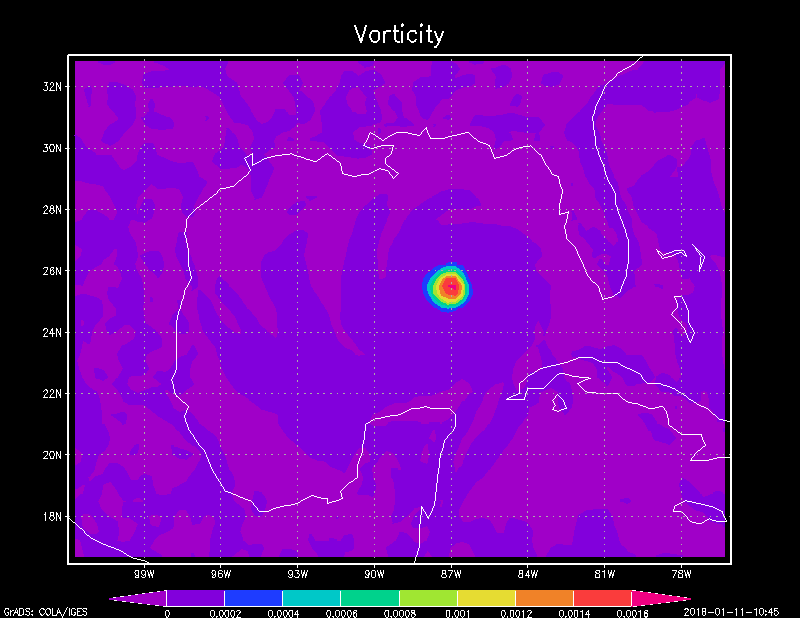 Vorticity
32N
30N
28N
26N
24N
22N
20N
18N
99W 96W 93W 90W 87W 84W 81W 78W
0 0.0002 0.0004 0.0006 0.0008 0.001 0.0012 0.0014 0.0016
GrADS: COLA/IGES 2018-01-11-10:45